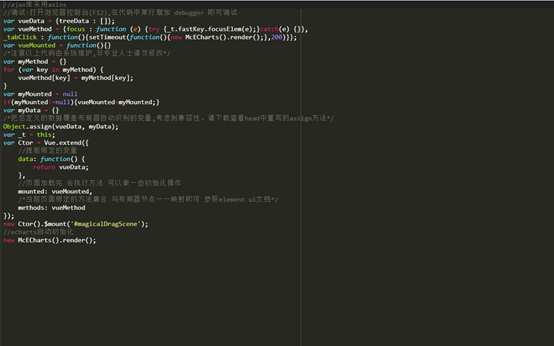 //ajax库采用axios
//调试:打开浏览器控制台(F12),在代码中某行增加 debugger 即可调试
var vueData = {treeData : []};
var vueMethod = {focus : function (e) {try {_t.fastKey.focusElem(e);}catch(e) {}},
_tabClick : function(){setTimeout(function(){new McECharts().render();},200)}};
var vueMounted = function(){}
/*注意以上代码由系统维护,非专业人士请勿修改*/
var myMethod = {}
for (var key in myMethod) {
vueMethod[key] = myMethod[key];
}
var myMounted = null
if(myMounted!=null){vueMounted=myMounted;}
var myData = {}
/*把您定义的数据覆盖布局器自动识别的变量,考虑到兼容性，请下载查看head中重写的assign方法*/
Object.assign(vueData, myData);
var _t = this;
var Ctor = Vue.extend({
//提前绑定的变量
data: function() {
return vueData;
},
//页面加载完 会执行方法 可以做一些初始化操作
mounted: vueMounted,
/*当前页面绑定的方法集合 与布局器节点一一映射即可 参照element ui文档*/
methods: vueMethod
});
new Ctor().$mount('#magicalDragScene');
//echarts自动初始化
new McECharts().render();